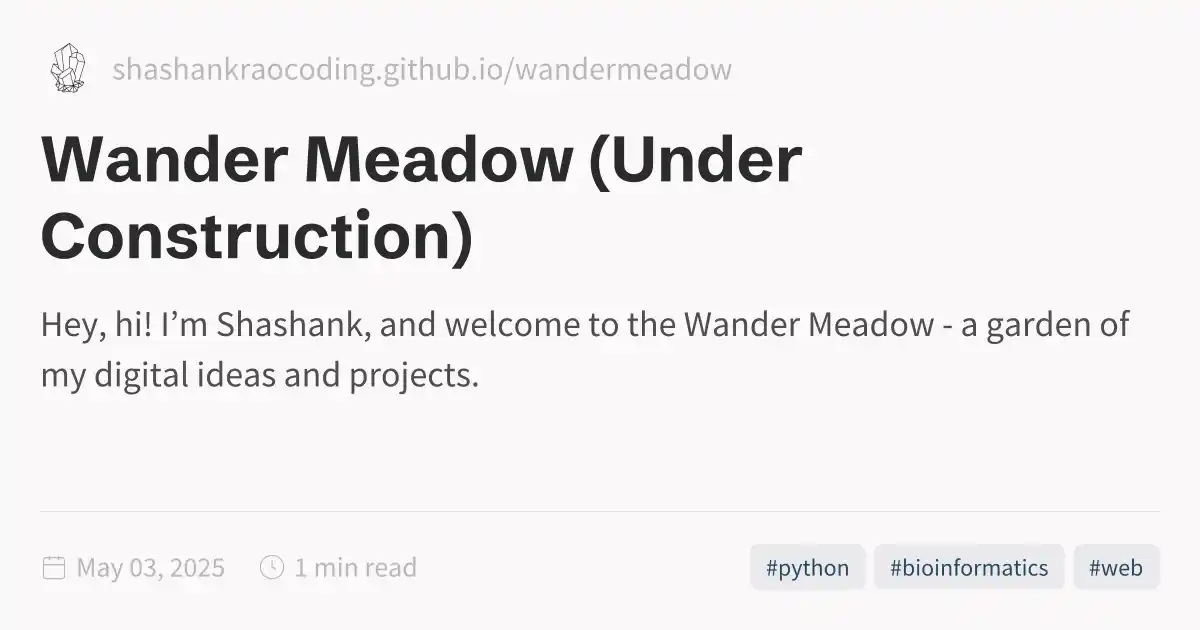 shashankraocoding.github.io/wandermeadow
Wander Meadow (Under
Construction)
Hey, hi! I’m Shashank, and welcome to the Wander Meadow - a garden of
my digital ideas and projects.
May 03, 2025 1 min read #python #bioinformatics #web